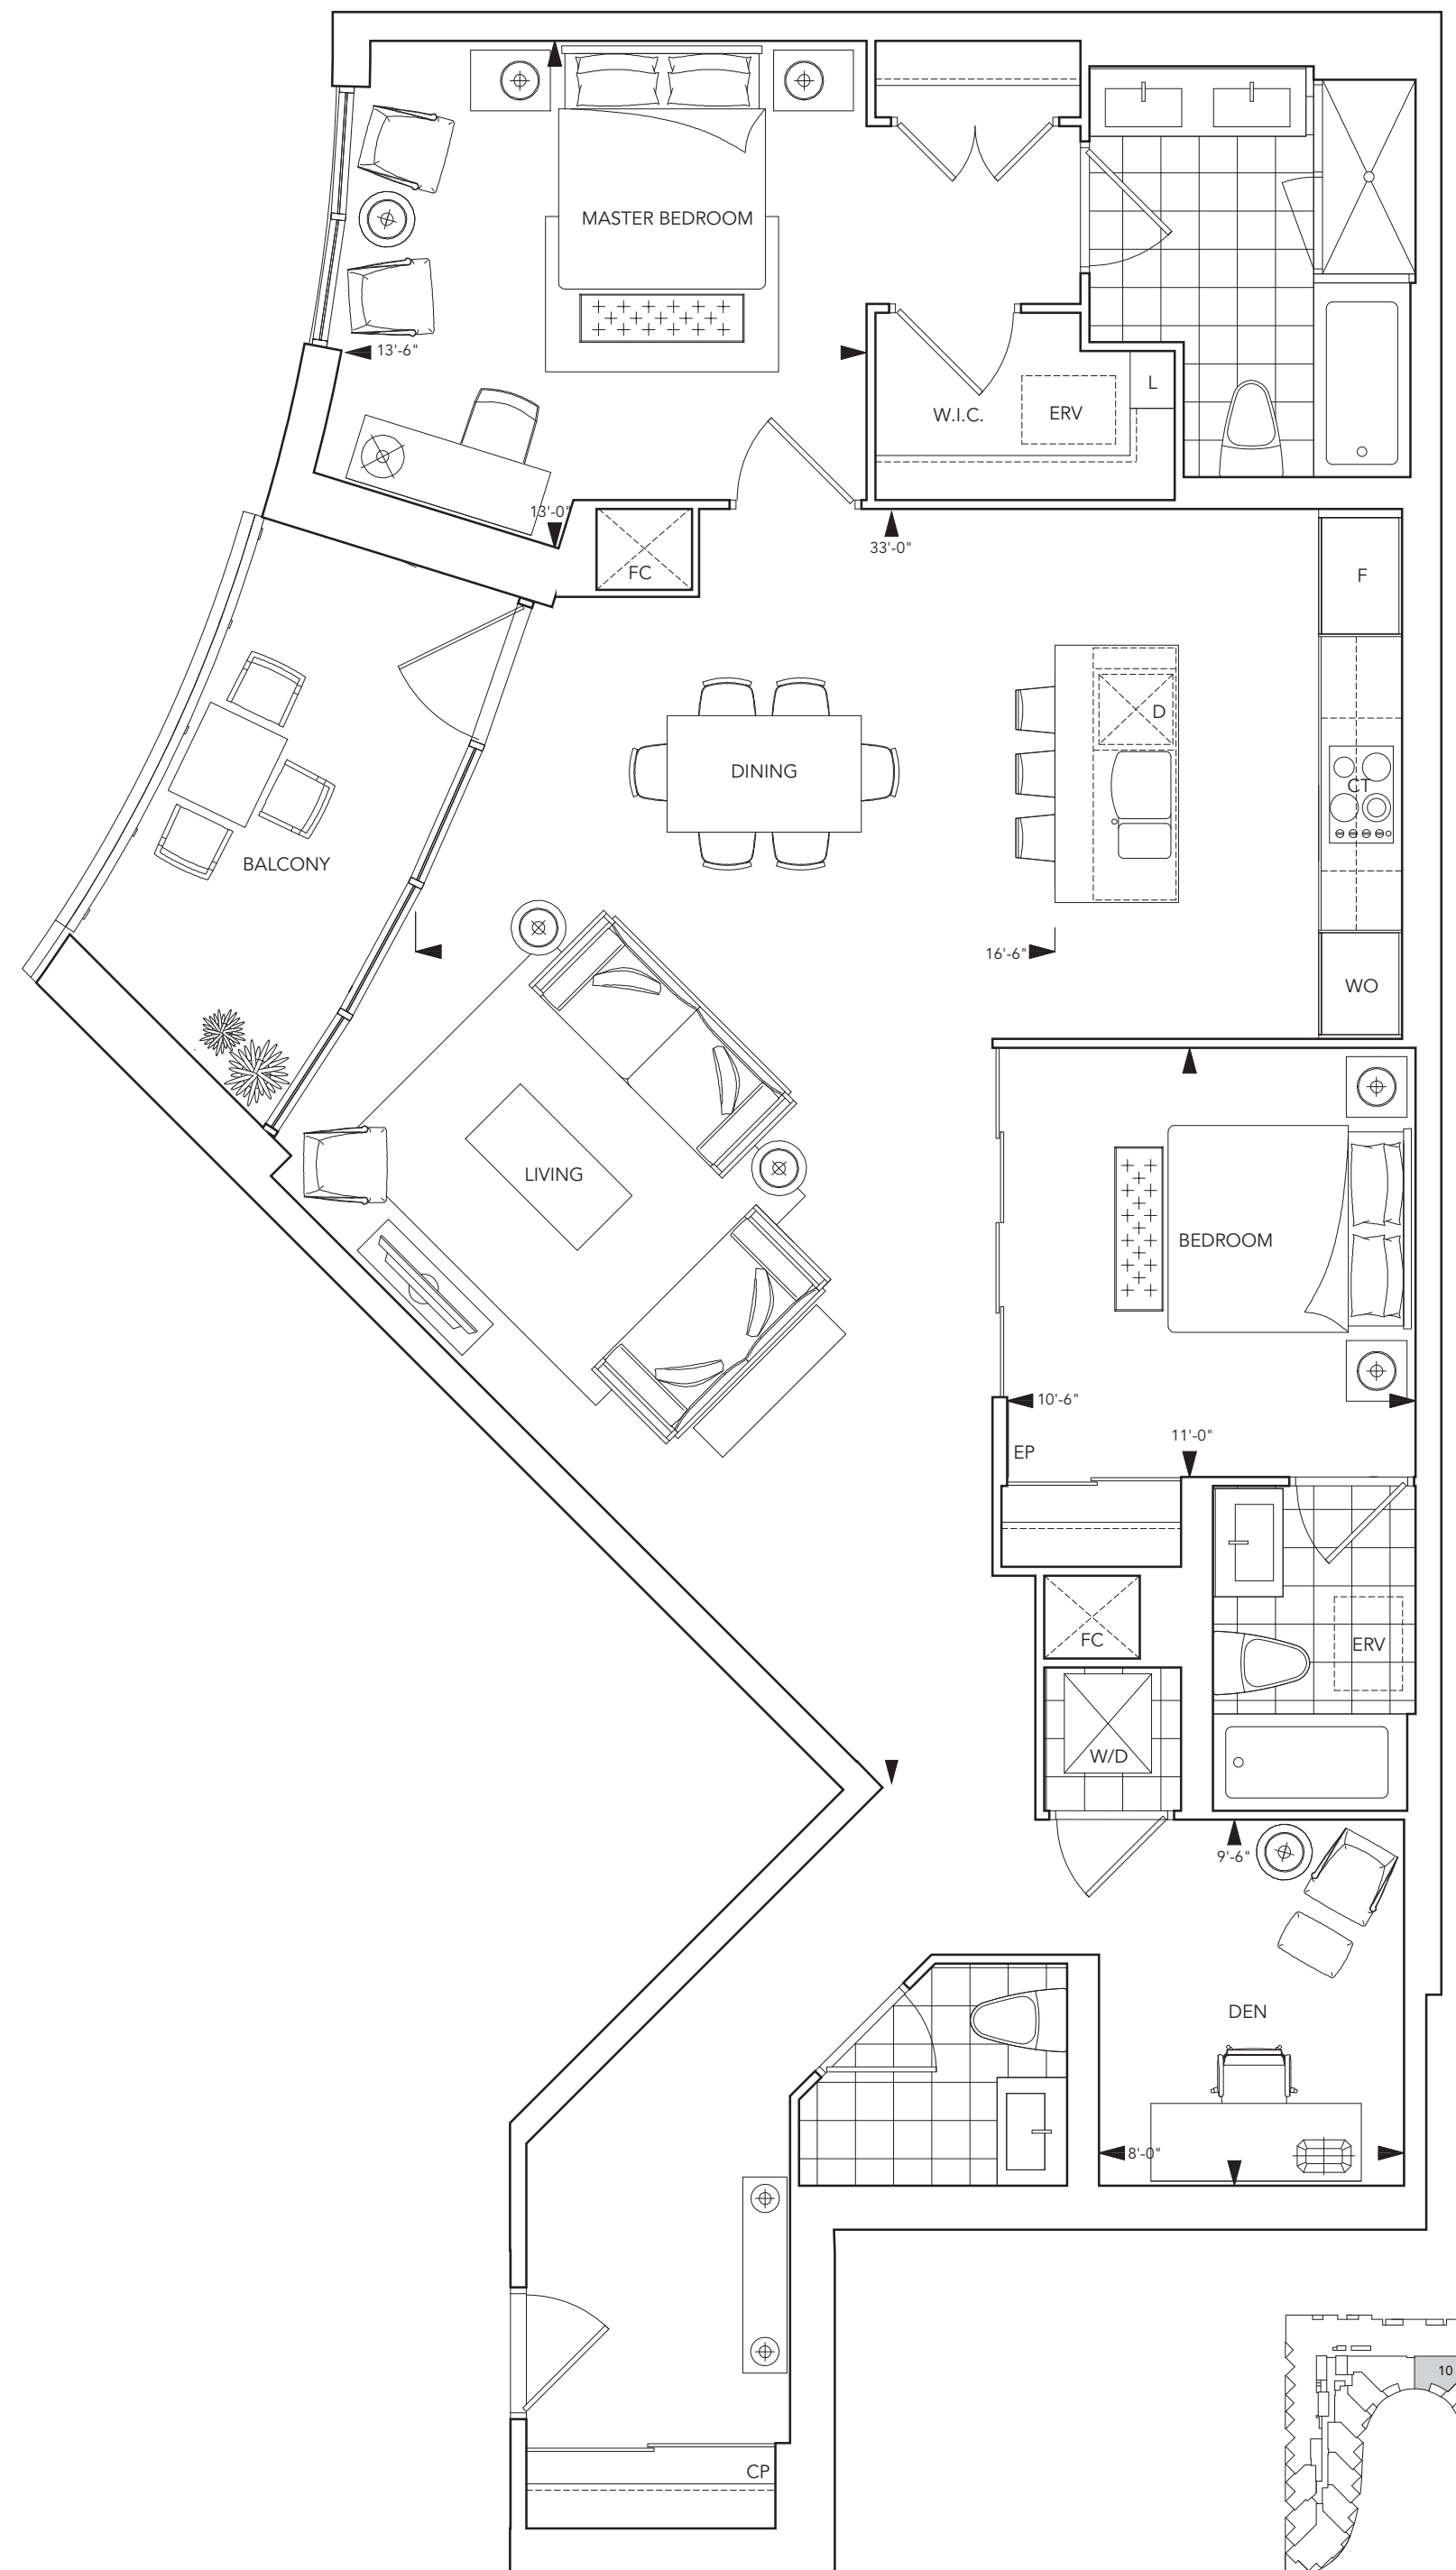 MASTER BEDROOM
13'-6"
L
W.I.C.
ERV
13'-0"
33'-0"
FC
F
D
DINING
CT
BALCONY
16'-6"
WO
LIVING
BEDROOM
10'-6"
11'-0"
EP
FC
ERV
W/D
9'-6"
DEN
8'-0"
10
CP